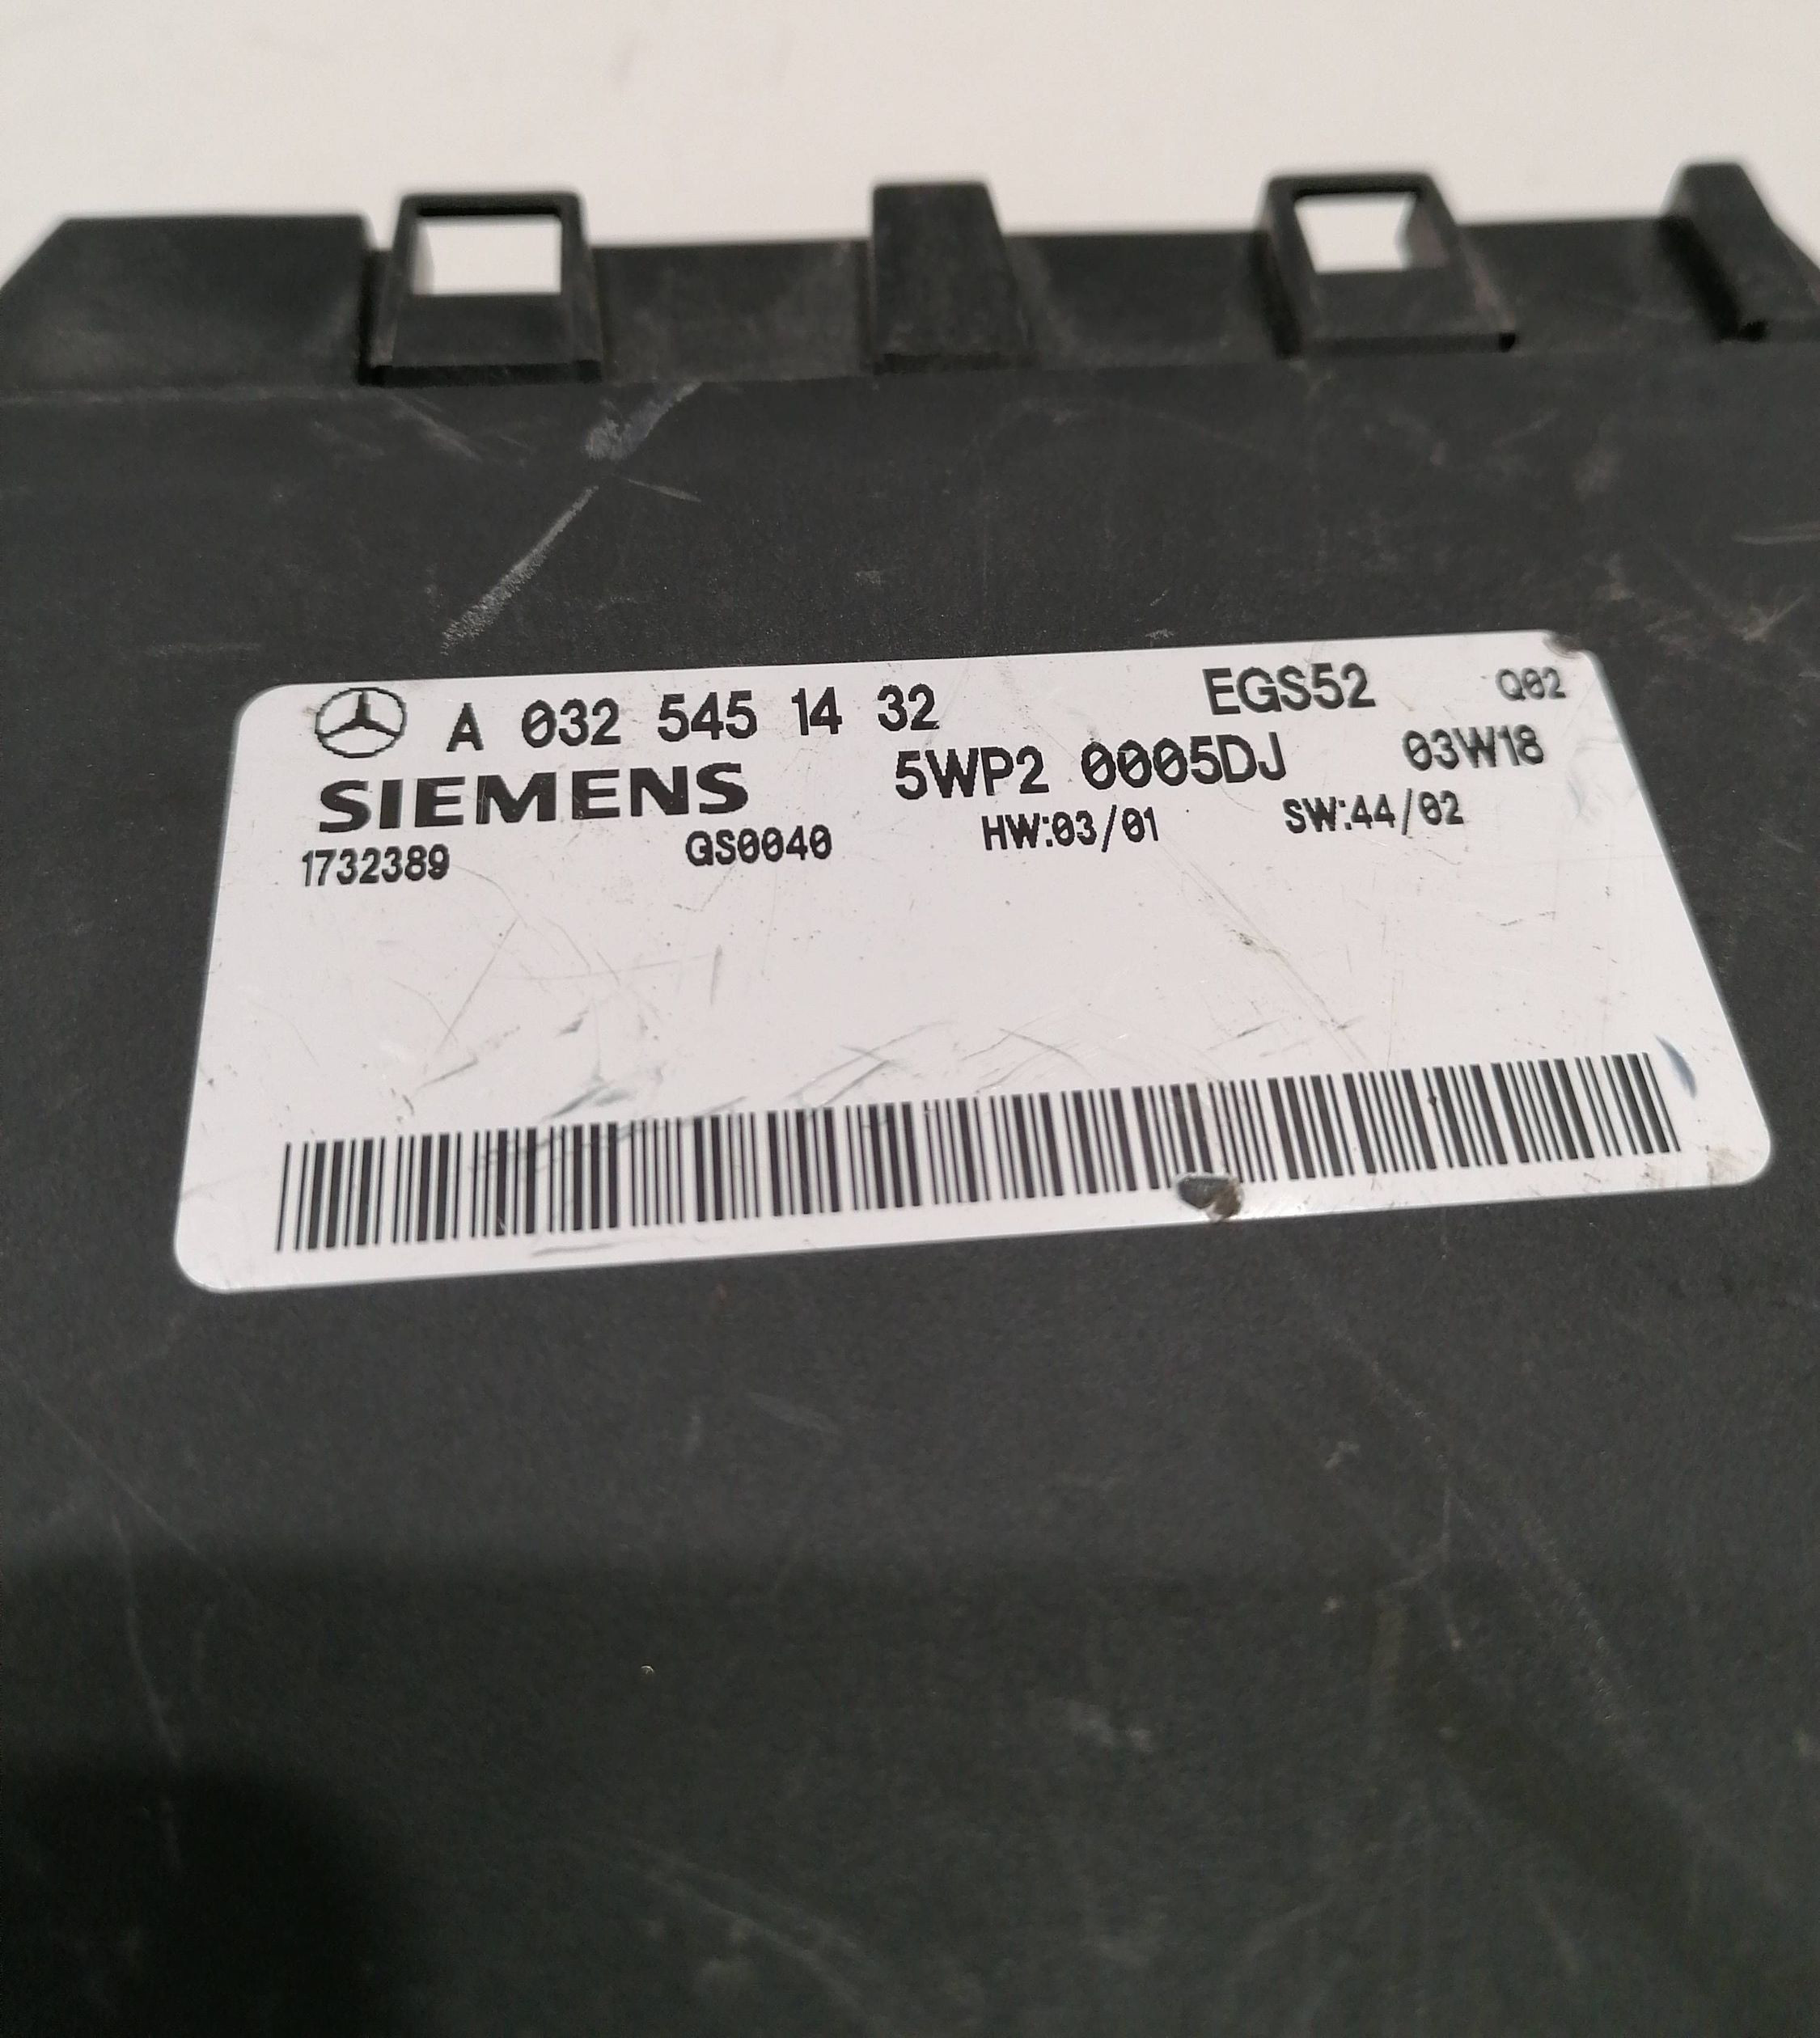 A 032 545 14 32 EGS52 Q02
SIEMENS 5WP2 0005DJ 03W18
1732389 GS0040 HW:03/01 SW:44/02